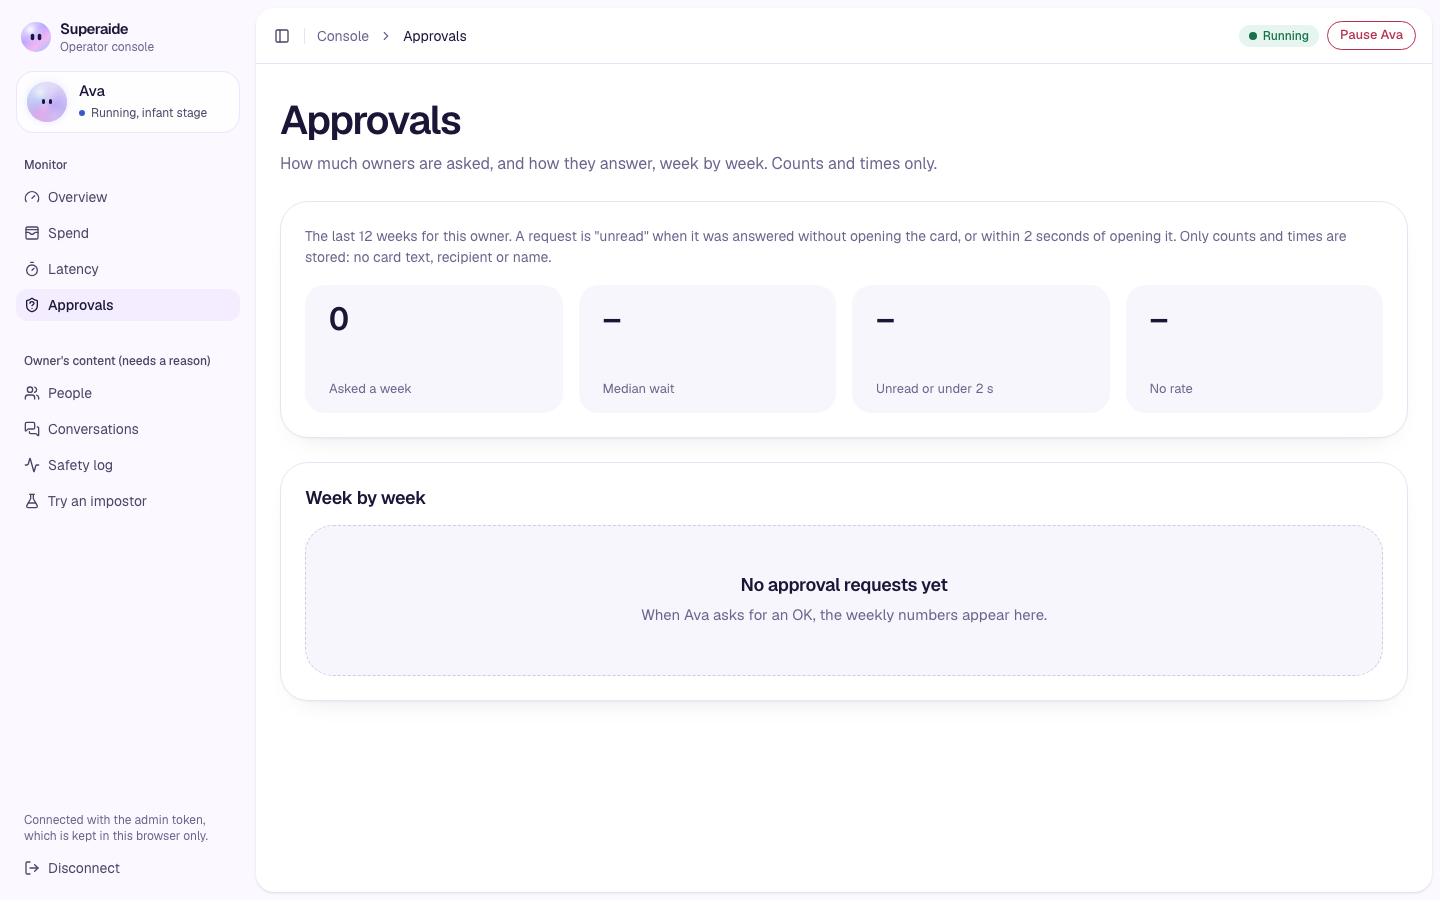 Superaide
Operator console
Ava
Running, infant stage
Monitor
Overview
Spend
Latency
Approvals
Owner's content (needs a reason)
People
Conversations
Safety log
Try an impostor
Connected with the admin token,
which is kept in this browser only.
Disconnect
Console
Approvals
Running
Pause Ava
Approvals
How much owners are asked, and how they answer, week by week. Counts and times only.
The last 12 weeks for this owner. A request is "unread" when it was answered without opening the card, or within 2 seconds of opening it. Only counts and times are
stored: no card text, recipient or name.
0
Asked a week
–
Median wait
–
Unread or under 2 s
–
No rate
Week by week
No approval requests yet
When Ava asks for an OK, the weekly numbers appear here.